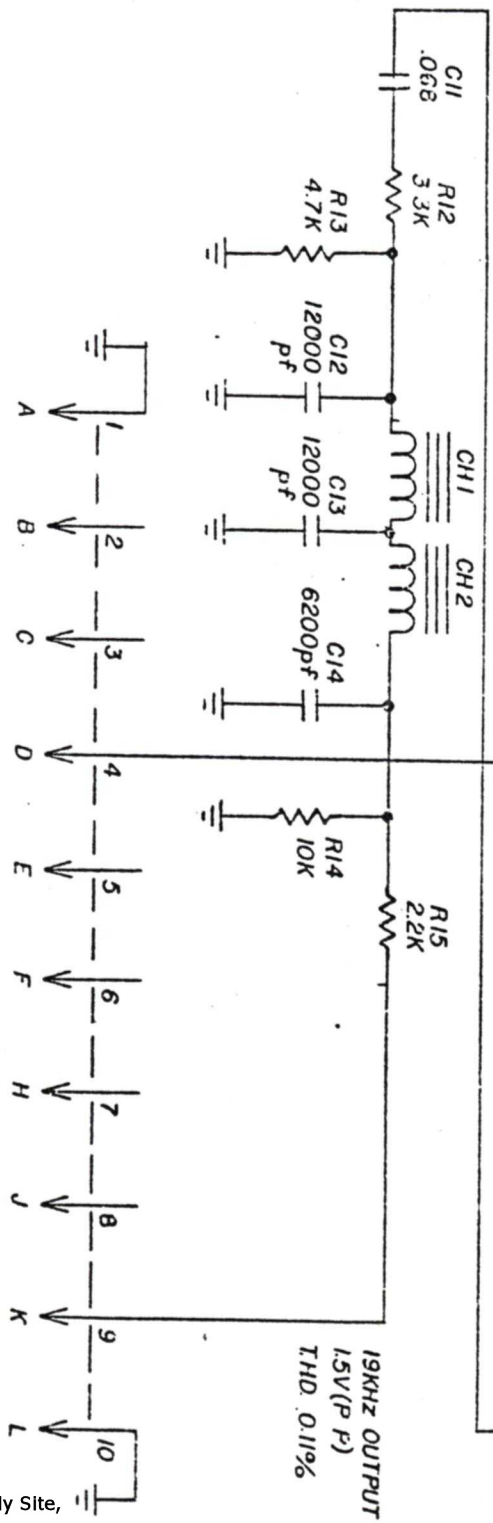 C11
.068
R12
3.3K
R13
4.7K
C12
12000
pf
CH1
C13
12000
pf
CH2
C14
6200pf
R14
10K
R15
2.2K
19KHz OUTPUT
1.5V(P P)
T.H.D. 0.11%
1
2
3
4
5
6
7
8
9
10
A
B
C
D
E
F
H
J
K
L
ly Site,